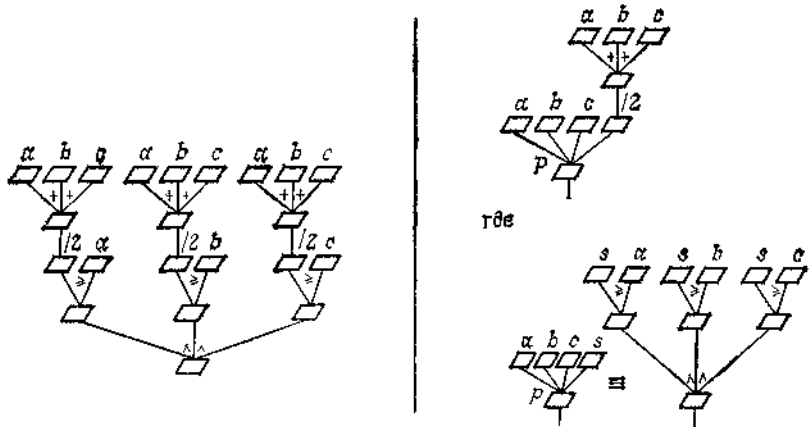 a b c a b c a b c
+ + + + + +
/2 a /2 b /2 c
≥ ≥ ≥
∧ ∧
a b c
+ +
/2
a b c
p
где
s a s b s c
≥ ≥ ≥
a b c s
∧ ∧
p ≡